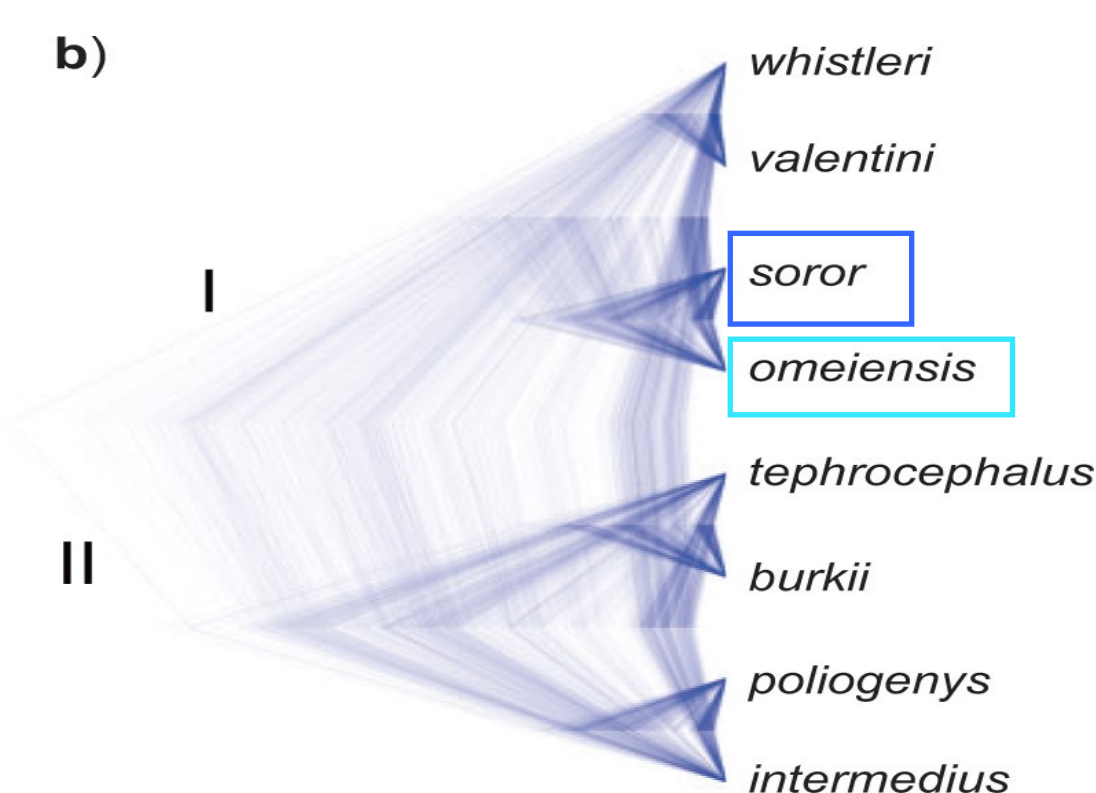 b)
whistleri
valentini
I
soror
omeiensis
tephrocephalus
II
burkii
poliogenys
intermedius